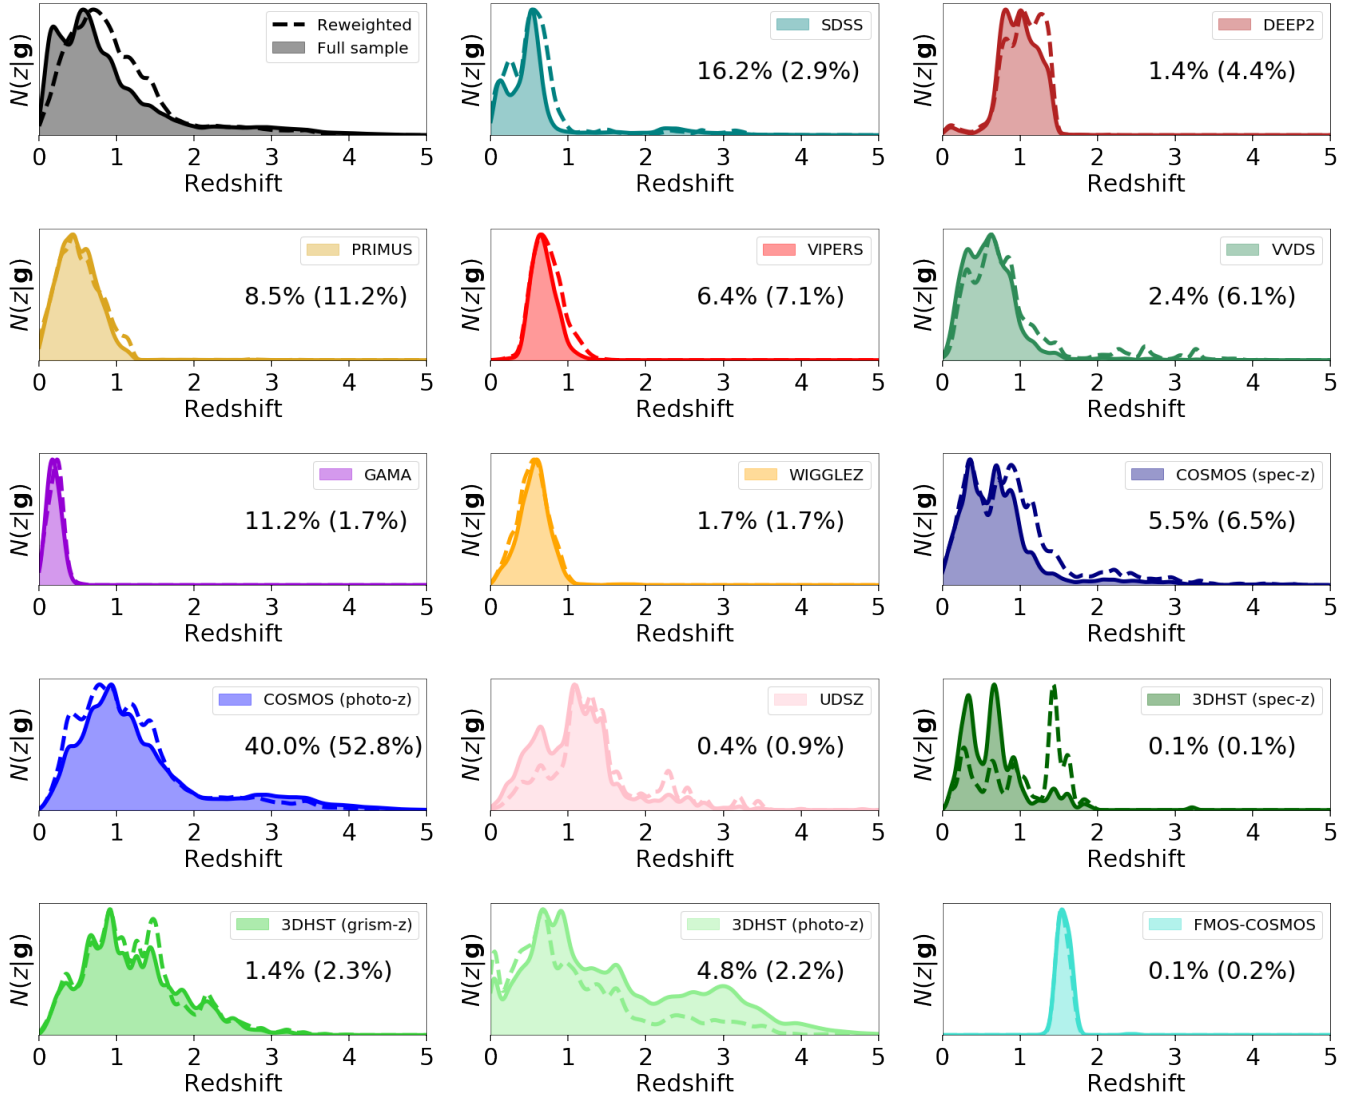 N(z|g)
Reweighted
Full sample
0 1 2 3 4 5
Redshift
N(z|g)
SDSS
16.2% (2.9%)
0 1 2 3 4 5
Redshift
N(z|g)
DEEP2
1.4% (4.4%)
0 1 2 3 4 5
Redshift
N(z|g)
PRIMUS
8.5% (11.2%)
0 1 2 3 4 5
Redshift
N(z|g)
VIPERS
6.4% (7.1%)
0 1 2 3 4 5
Redshift
N(z|g)
VVDS
2.4% (6.1%)
0 1 2 3 4 5
Redshift
N(z|g)
GAMA
11.2% (1.7%)
0 1 2 3 4 5
Redshift
N(z|g)
WIGGLEZ
1.7% (1.7%)
0 1 2 3 4 5
Redshift
N(z|g)
COSMOS (spec-z)
5.5% (6.5%)
0 1 2 3 4 5
Redshift
N(z|g)
COSMOS (photo-z)
40.0% (52.8%)
0 1 2 3 4 5
Redshift
N(z|g)
UDSZ
0.4% (0.9%)
0 1 2 3 4 5
Redshift
N(z|g)
3DHST (spec-z)
0.1% (0.1%)
0 1 2 3 4 5
Redshift
N(z|g)
3DHST (grism-z)
1.4% (2.3%)
0 1 2 3 4 5
Redshift
N(z|g)
3DHST (photo-z)
4.8% (2.2%)
0 1 2 3 4 5
Redshift
N(z|g)
FMOS-COSMOS
0.1% (0.2%)
0 1 2 3 4 5
Redshift